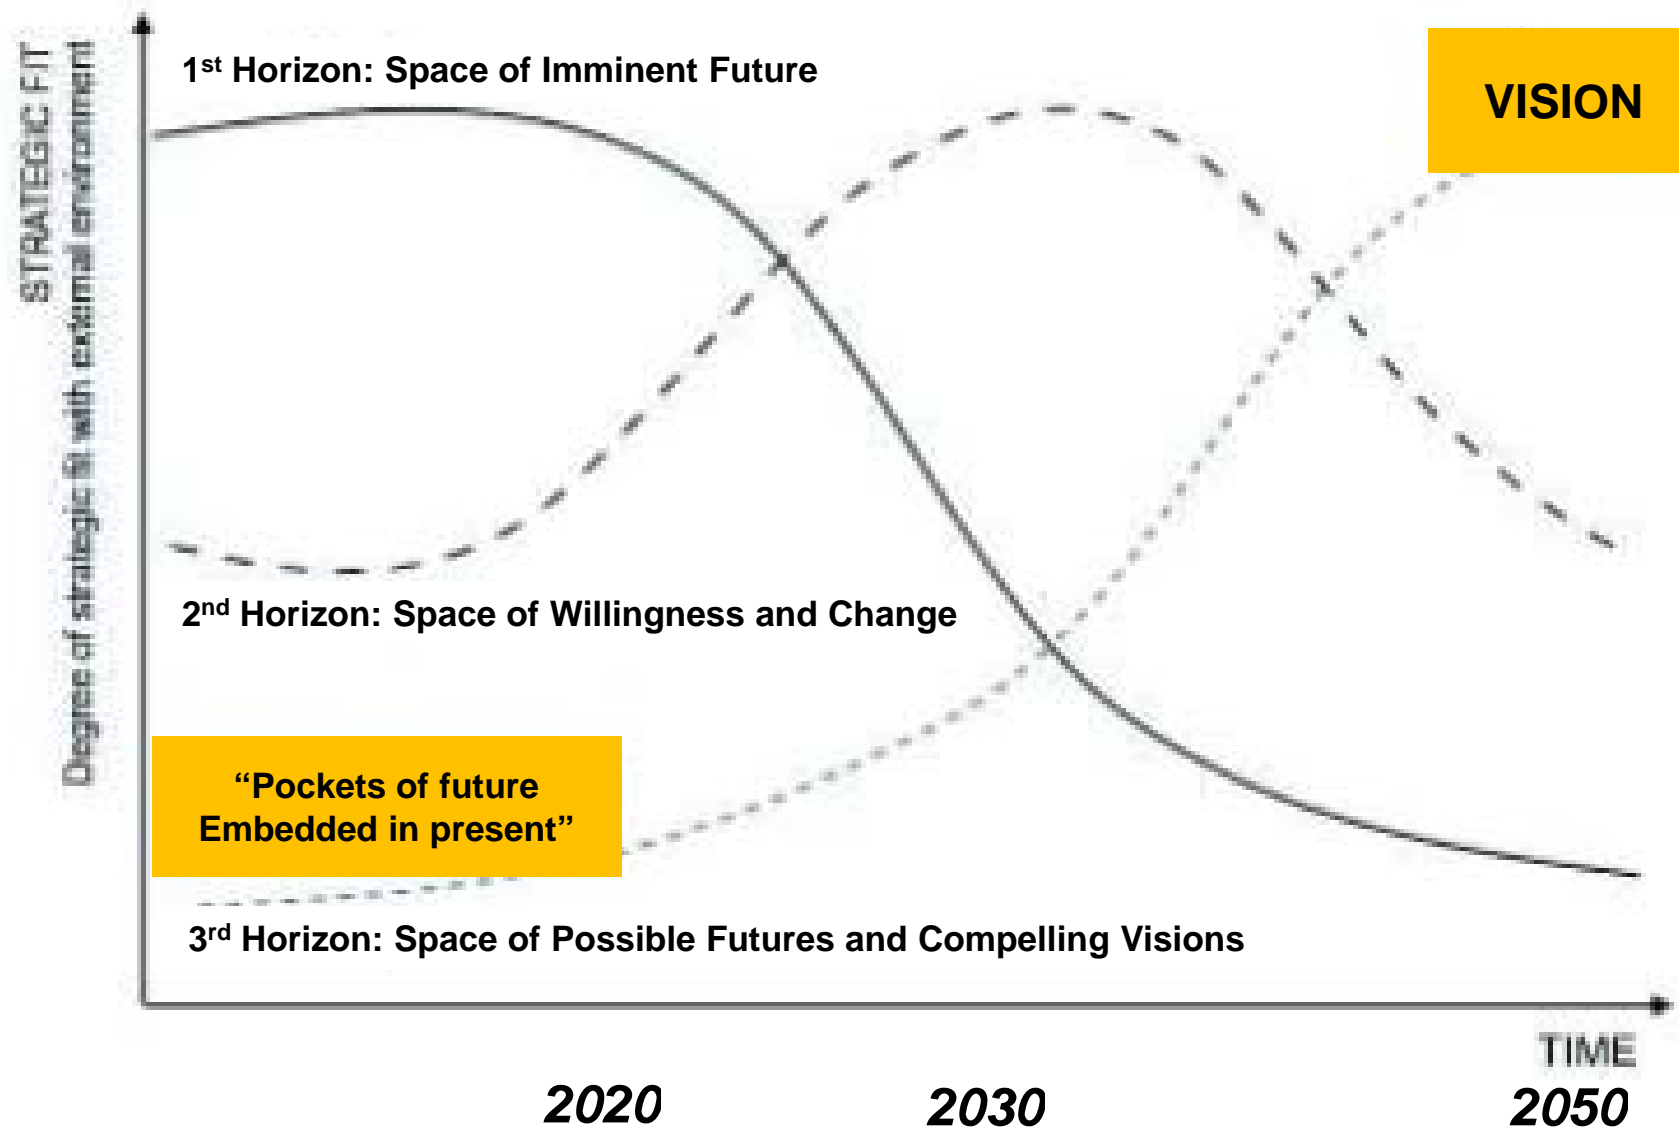 STRATEGIC FIT
Degree of strategic fit with external environment
1st Horizon: Space of Imminent Future
VISION
2nd Horizon: Space of Willingness and Change
“Pockets of future
Embedded in present”
3rd Horizon: Space of Possible Futures and Compelling Visions
TIME
2020 2030 2050